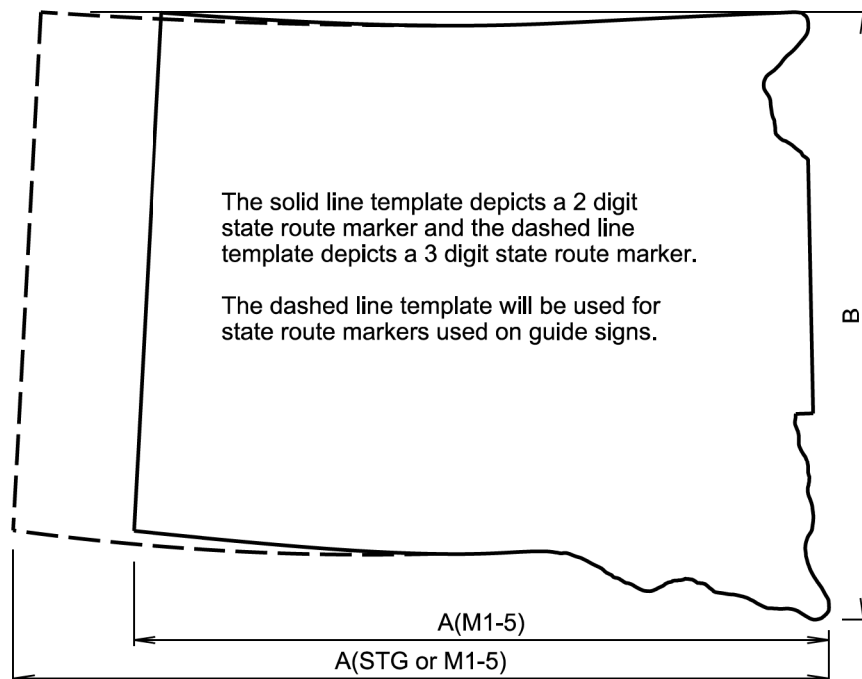 The solid line template depicts a 2 digit
state route marker and the dashed line
template depicts a 3 digit state route marker.
The dashed line template will be used for
state route markers used on guide signs.
B
A(M1-5)
A(STG or M1-5)